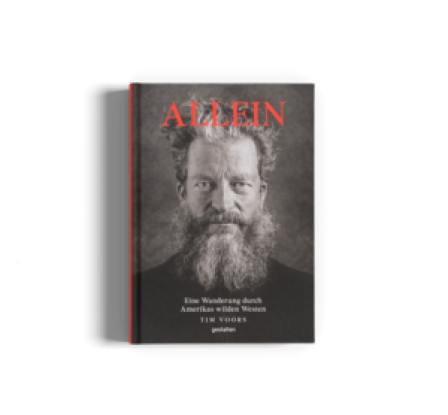 ALLEIN
Eine Wanderung durch
Amerikas wilden Westen
TIM VOORS
gestalten